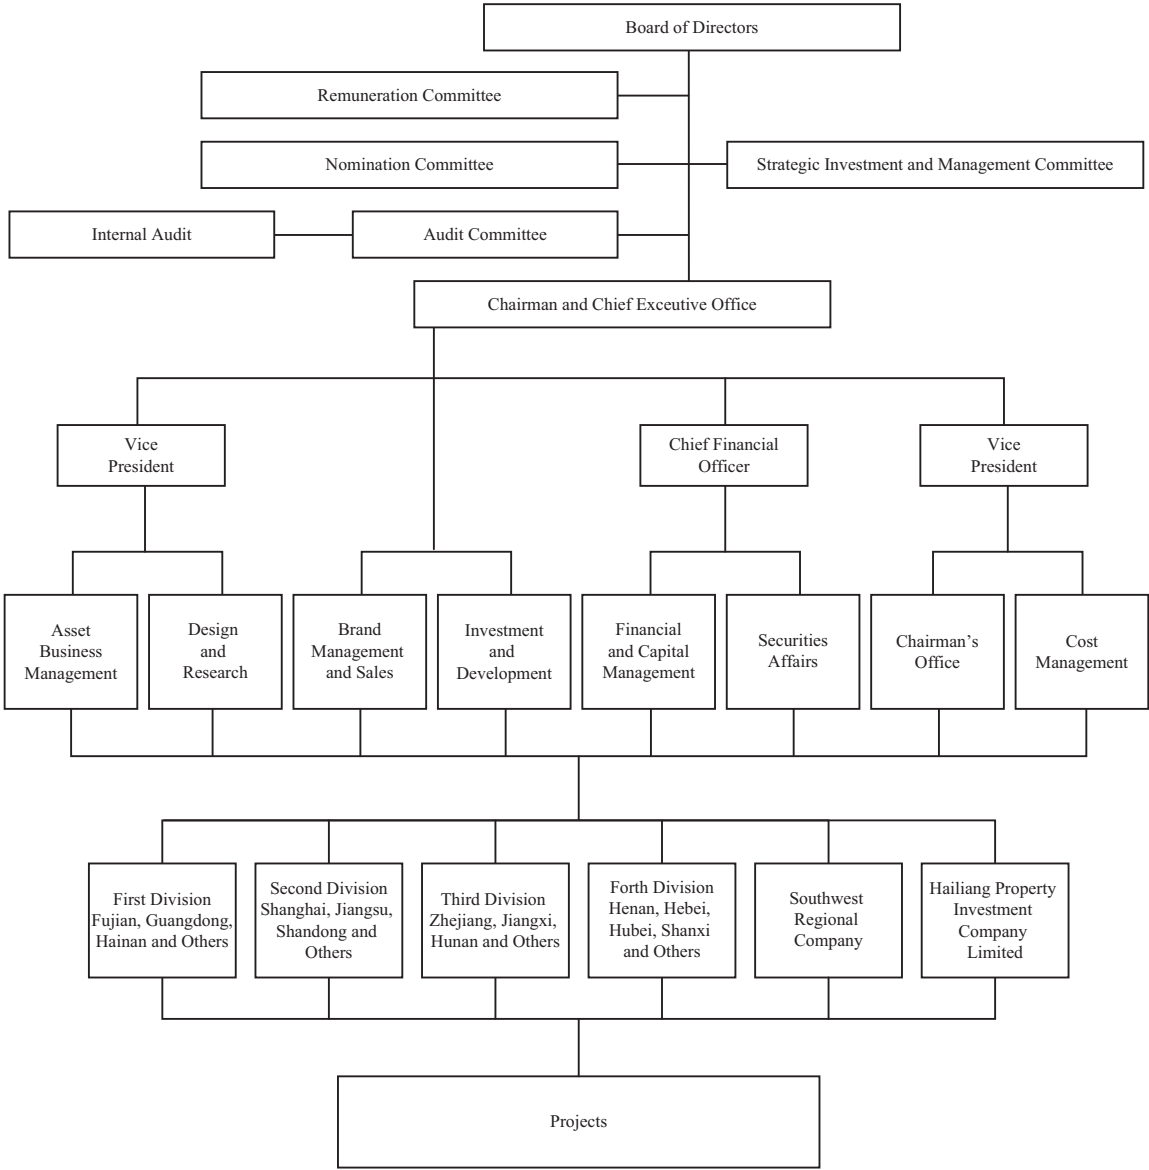 Board of Directors
Remuneration Committee
Nomination Committee
Strategic Investment and Management Committee
Internal Audit
Audit Committee
Chairman and Chief Exceutive Office
Vice
President
Chief Financial
Officer
Vice
President
Asset
Business
Management
Design
and
Research
Brand
Management
and Sales
Investment
and
Development
Financial
and Capital
Management
Securities
Affairs
Chairman’s
Office
Cost
Management
First Division
Fujian, Guangdong,
Hainan and Others
Second Division
Shanghai, Jiangsu,
Shandong and
Others
Third Division
Zhejiang, Jiangxi,
Hunan and Others
Forth Division
Henan, Hebei,
Hubei, Shanxi
and Others
Southwest
Regional
Company
Hailiang Property
Investment
Company
Limited
Projects